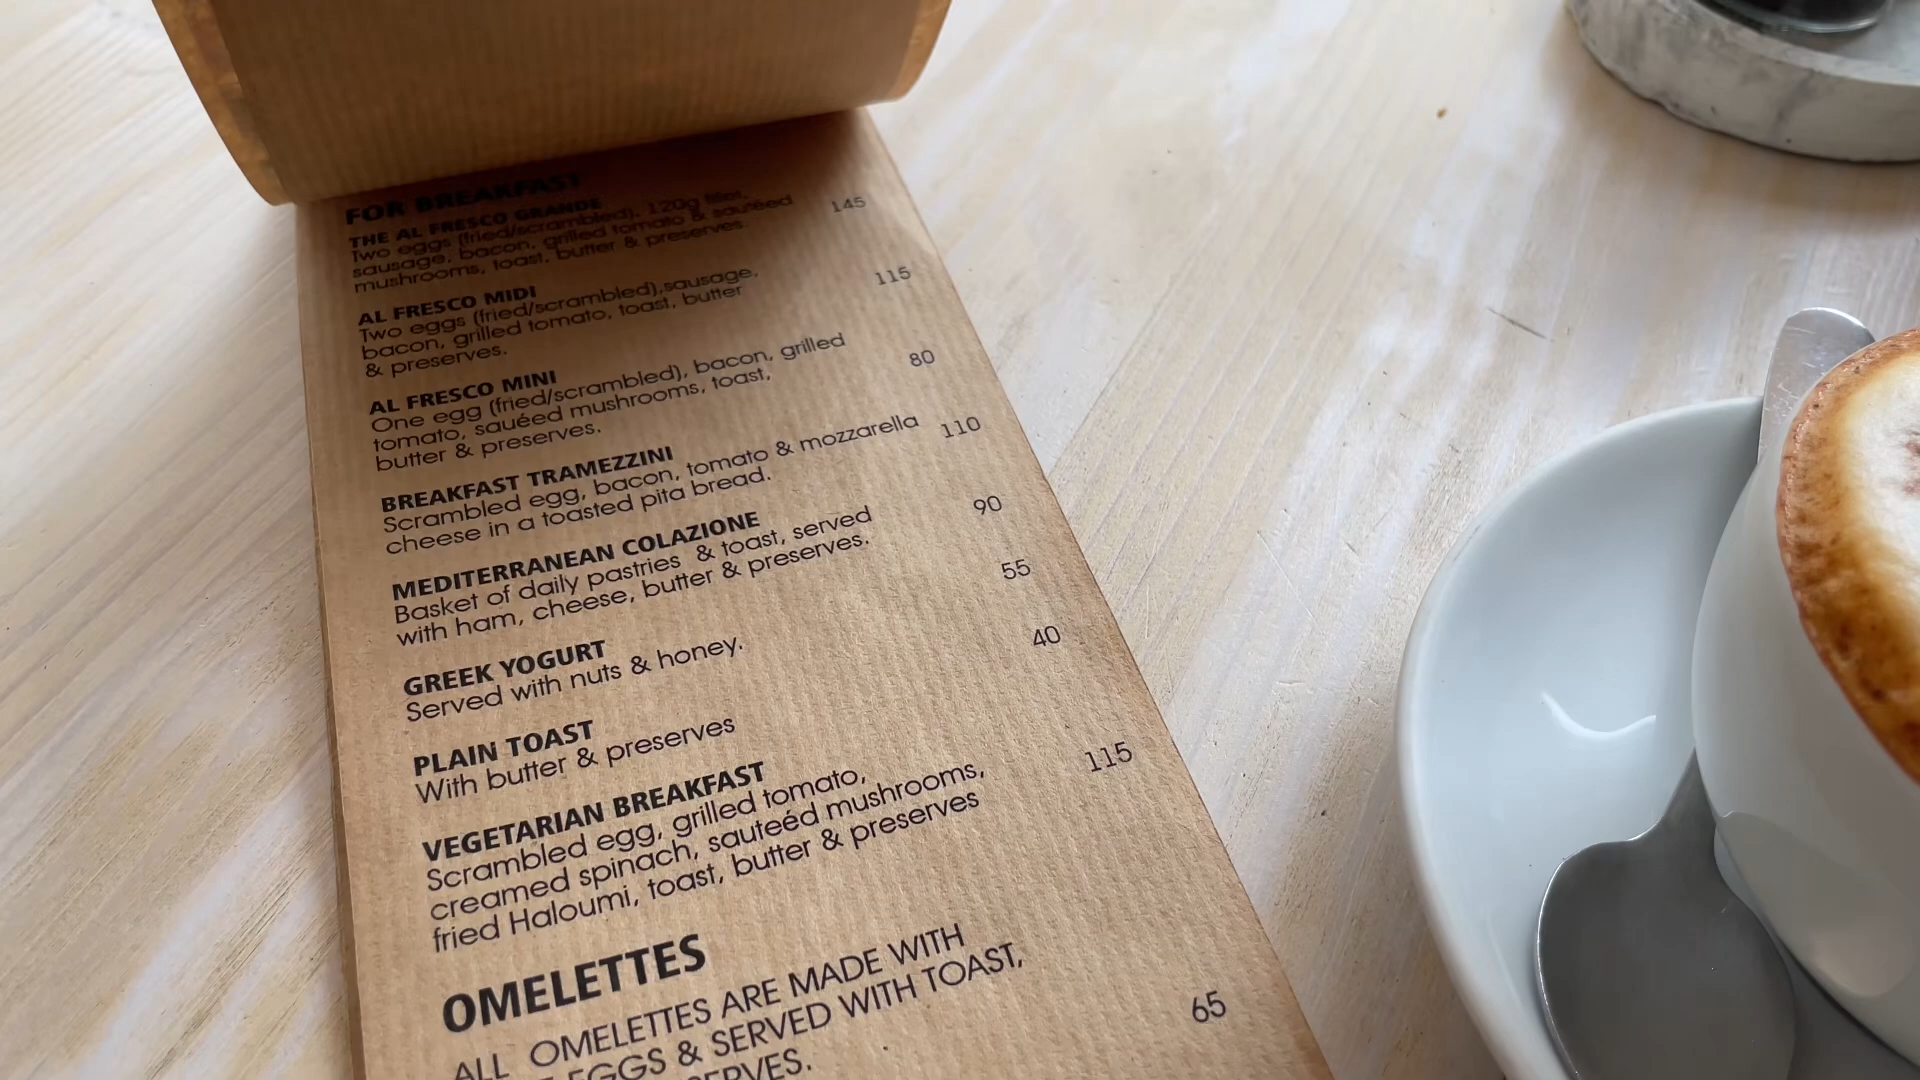 FOR BREAKFAST
THE AL FRESCO GRANDE
Two eggs (fried/scrambled), 120g fillet, 145
sausage, bacon, grilled tomato & sautéed
mushrooms, toast, butter & preserves.
AL FRESCO MIDI
Two eggs (fried/scrambled),sausage, 115
bacon, grilled tomato, toast, butter
& preserves.
AL FRESCO MINI
One egg (fried/scrambled), bacon, grilled 80
tomato, sauéed mushrooms, toast,
butter & preserves.
BREAKFAST TRAMEZZINI
Scrambled egg, bacon, tomato & mozzarella 110
cheese in a toasted pita bread.
MEDITERRANEAN COLAZIONE
Basket of daily pastries & toast, served 90
with ham, cheese, butter & preserves.
GREEK YOGURT 55
Served with nuts & honey.
PLAIN TOAST 40
With butter & preserves
VEGETARIAN BREAKFAST
Scrambled egg, grilled tomato, 115
creamed spinach, sauteéd mushrooms,
fried Haloumi, toast, butter & preserves
OMELETTES
ALL OMELETTES ARE MADE WITH 65
EGGS & SERVED WITH TOAST,